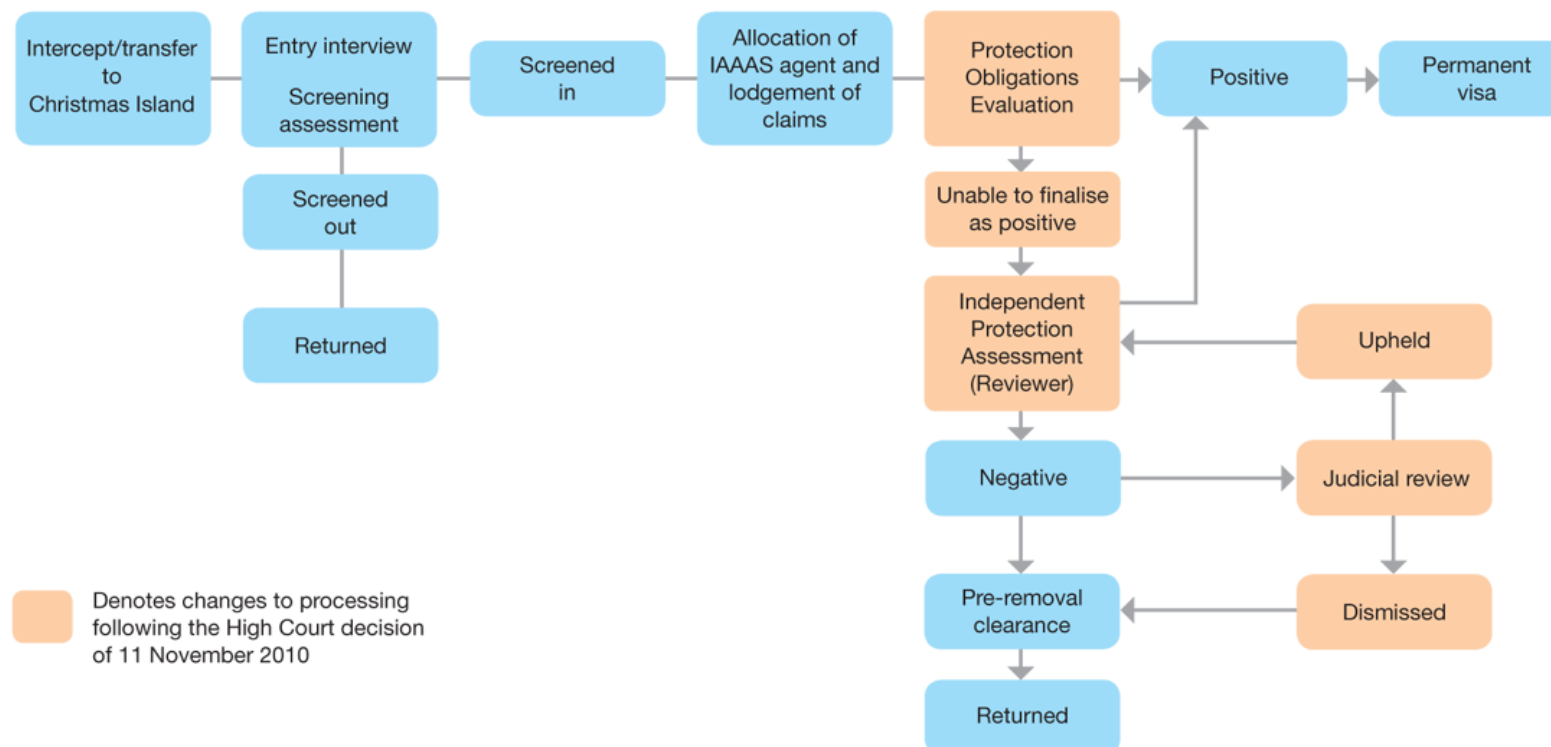 Intercept/transfer
to
Christmas Island
Entry interview
Screening
assessment
Screened
in
Allocation of
IAAAS agent and
lodgement of
claims
Protection
Obligations
Evaluation
Positive
Permanent
visa
Screened
out
Returned
Unable to finalise
as positive
Independent
Protection
Assessment
(Reviewer)
Upheld
Negative
Judicial review
Pre-removal
clearance
Dismissed
Returned
Denotes changes to processing
following the High Court decision
of 11 November 2010